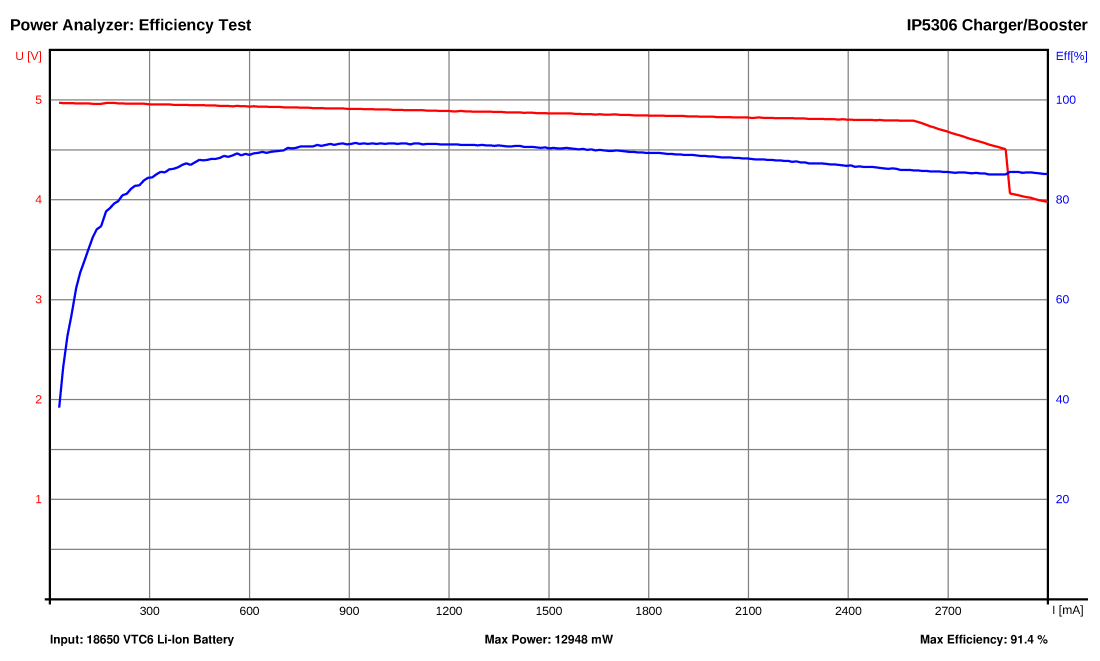 Power Analyzer: Efficiency Test IP5306 Charger/Booster
U [V] Eff[%]
5 100
4 80
3 60
2 40
1 20
300 600 900 1200 1500 1800 2100 2400 2700 I [mA]
Input: 18650 VTC6 Li-Ion Battery Max Power: 12948 mW Max Efficiency: 91.4 %